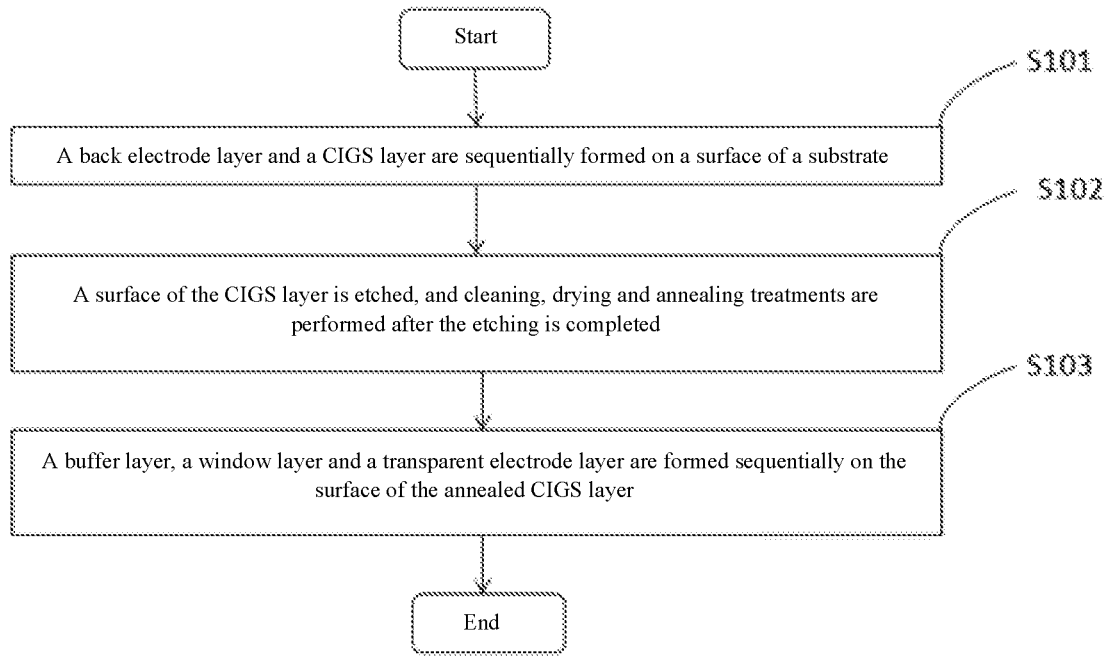 Start
S101
A back electrode layer and a CIGS layer are sequentially formed on a surface of a substrate
S102
A surface of the CIGS layer is etched, and cleaning, drying and annealing treatments are
performed after the etching is completed
S103
A buffer layer, a window layer and a transparent electrode layer are formed sequentially on the
surface of the annealed CIGS layer
End